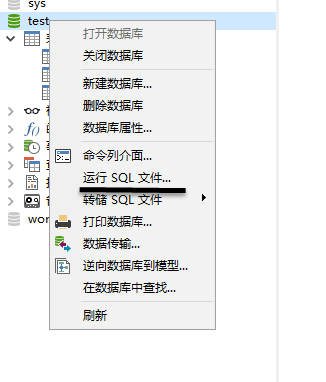 sys
test
打开数据库
关闭数据库
新建数据库...
删除数据库
数据库属性...
命令列介面...
运行 SQL 文件...
转储 SQL 文件
打印数据库...
数据传输...
逆向数据库到模型...
在数据库中查找...
刷新
f()
wor